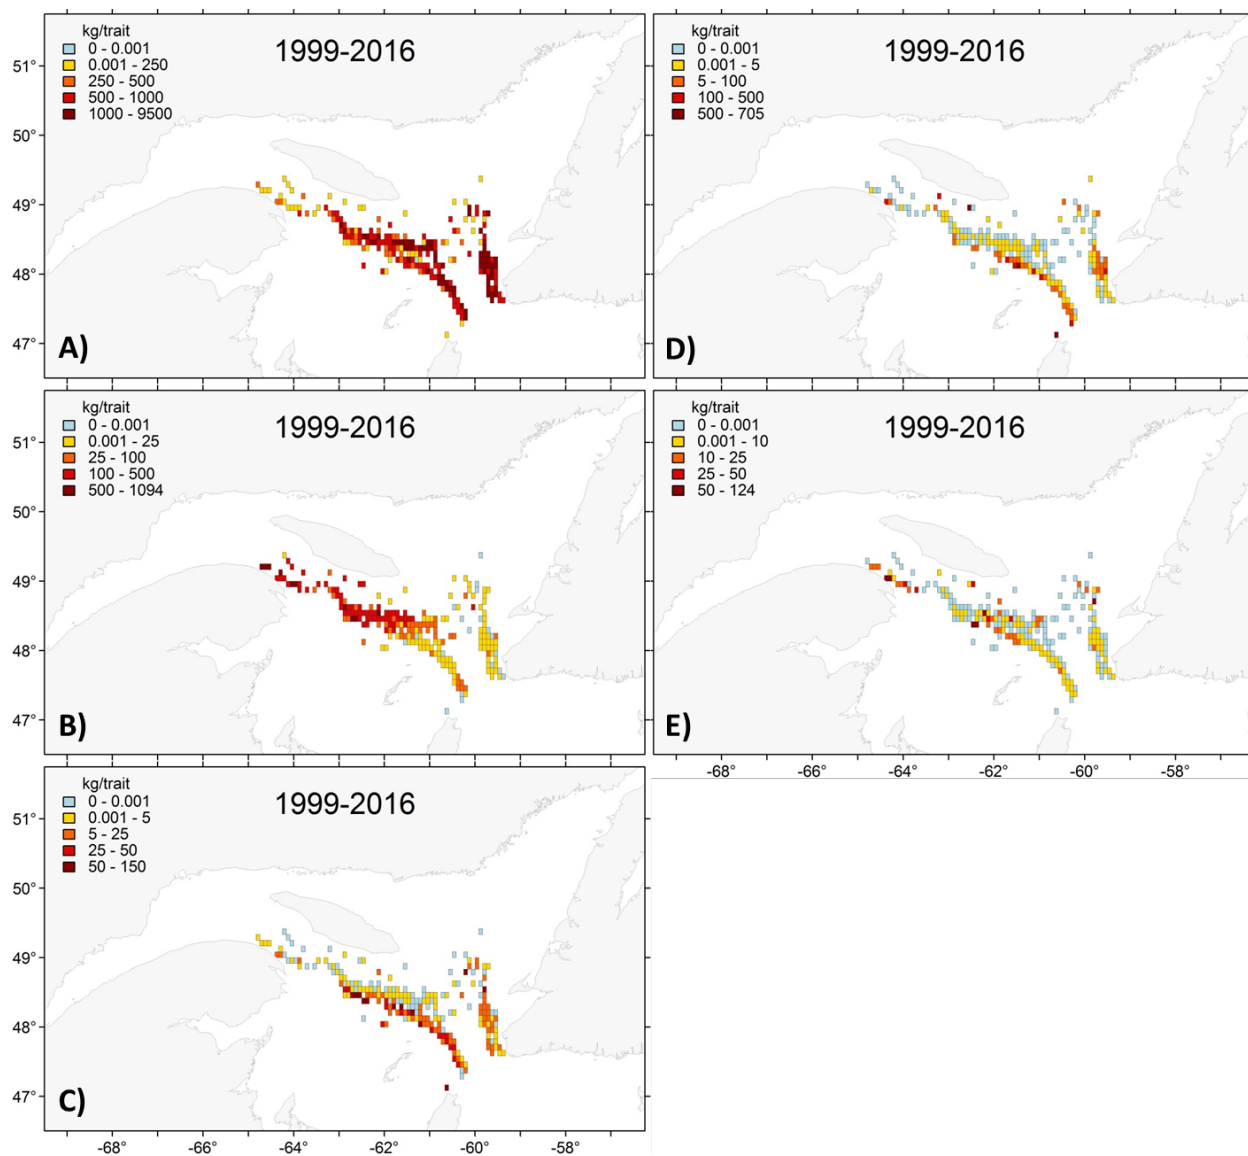 kg/trait
0 - 0.001
0.001 - 250
250 - 500
500 - 1000
1000 - 9500
1999-2016
51°
50°
49°
48°
47°
A)
kg/trait
0 - 0.001
0.001 - 5
5 - 100
100 - 500
500 - 705
1999-2016
D)
kg/trait
0 - 0.001
0.001 - 25
25 - 100
100 - 500
500 - 1094
1999-2016
51°
50°
49°
48°
47°
B)
kg/trait
0 - 0.001
0.001 - 10
10 - 25
25 - 50
50 - 124
1999-2016
E)
-68° -66° -64° -62° -60° -58°
kg/trait
0 - 0.001
0.001 - 5
5 - 25
25 - 50
50 - 150
1999-2016
51°
50°
49°
48°
47°
C)
-68° -66° -64° -62° -60° -58°